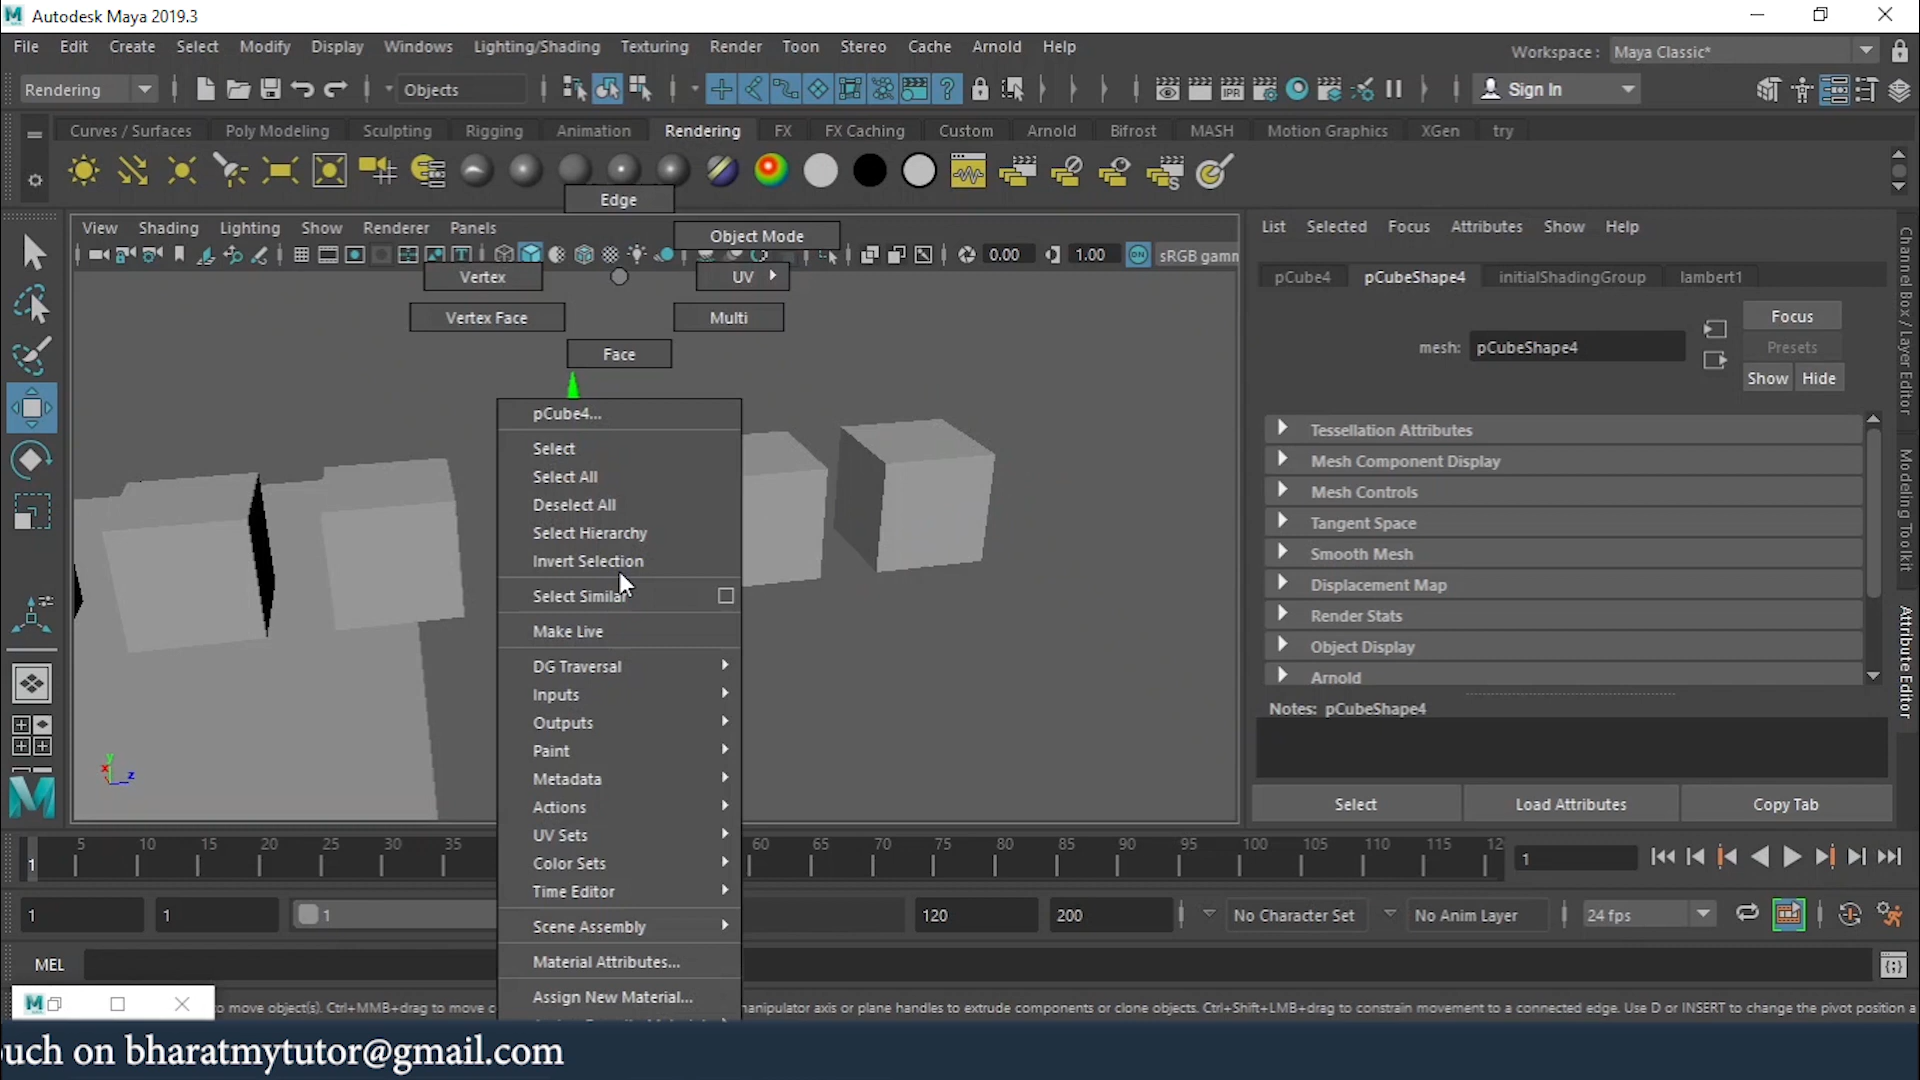 Autodesk Maya 2019.3
File Edit Create Select Modify Display Windows Lighting/Shading Texturing Render Toon Stereo Cache Arnold Help
Workspace : Maya Classic*
Rendering Objects Sign In
Curves / Surfaces Poly Modeling Sculpting Rigging Animation Rendering FX FX Caching Custom Arnold Bifrost MASH Motion Graphics XGen try
IPR
Edge
View Shading Lighting Show Renderer Panels
Object Mode
0.00 1.00 ON sRGB gamm
Vertex
UV
Vertex Face
Multi
Face
pCube4...
Select
Select All
Deselect All
Select Hierarchy
Invert Selection
Select Similar
Make Live
DG Traversal
Inputs
Outputs
Paint
Metadata
Actions
UV Sets
Color Sets
Time Editor
Scene Assembly
Material Attributes...
Assign New Material...
y
x z
List Selected Focus Attributes Show Help
pCube4 pCubeShape4 initialShadingGroup lambert1
Focus
mesh: pCubeShape4
Presets
Show Hide
Tessellation Attributes
Mesh Component Display
Mesh Controls
Tangent Space
Smooth Mesh
Displacement Map
Render Stats
Object Display
Arnold
Notes: pCubeShape4
Select Load Attributes Copy Tab
Channel Box / Layer Editor
Modeling Toolkit
Attribute Editor
1 5 10 15 20 25 30 35 60 65 70 75 80 85 90 95 100 105 110 115 12
1
1 1 1 120 200 No Character Set No Anim Layer 24 fps
MEL
o move object(s). Ctrl+MMB+drag to move c
manipulator axis or plane handles to extrude components or clone objects. Ctrl+Shift+LMB+drag to constrain movement to a connected edge. Use D or INSERT to change the pivot position a
ouch on bharatmytutor@gmail.com